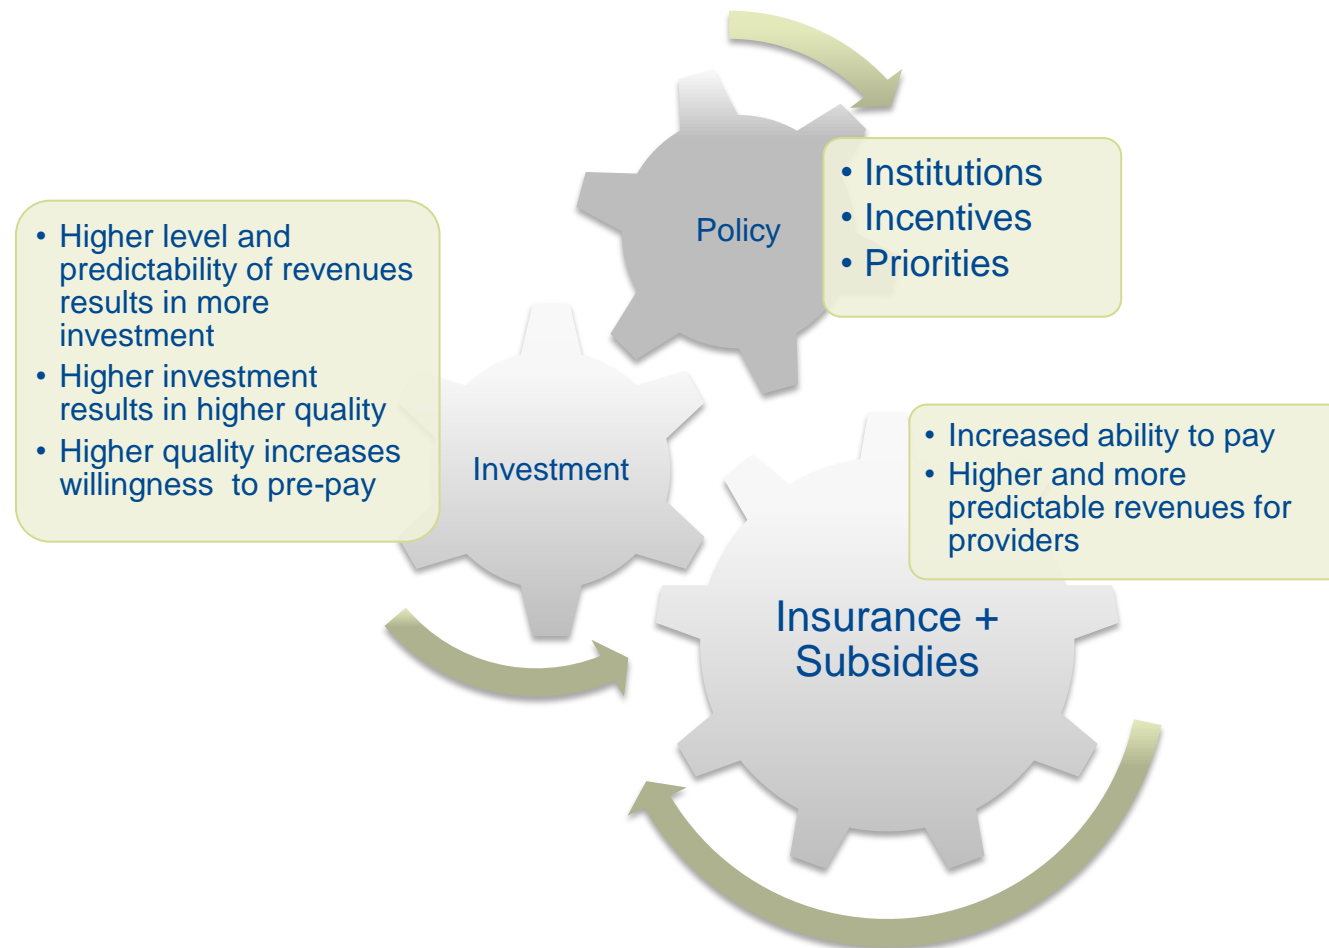 Policy
• Institutions
• Incentives
• Priorities
• Higher level and
predictability of revenues
results in more
investment
• Higher investment
results in higher quality
• Higher quality increases
willingness  to pre-pay
Investment
• Increased ability to pay
• Higher and more
predictable revenues for
providers
Insurance +
Subsidies